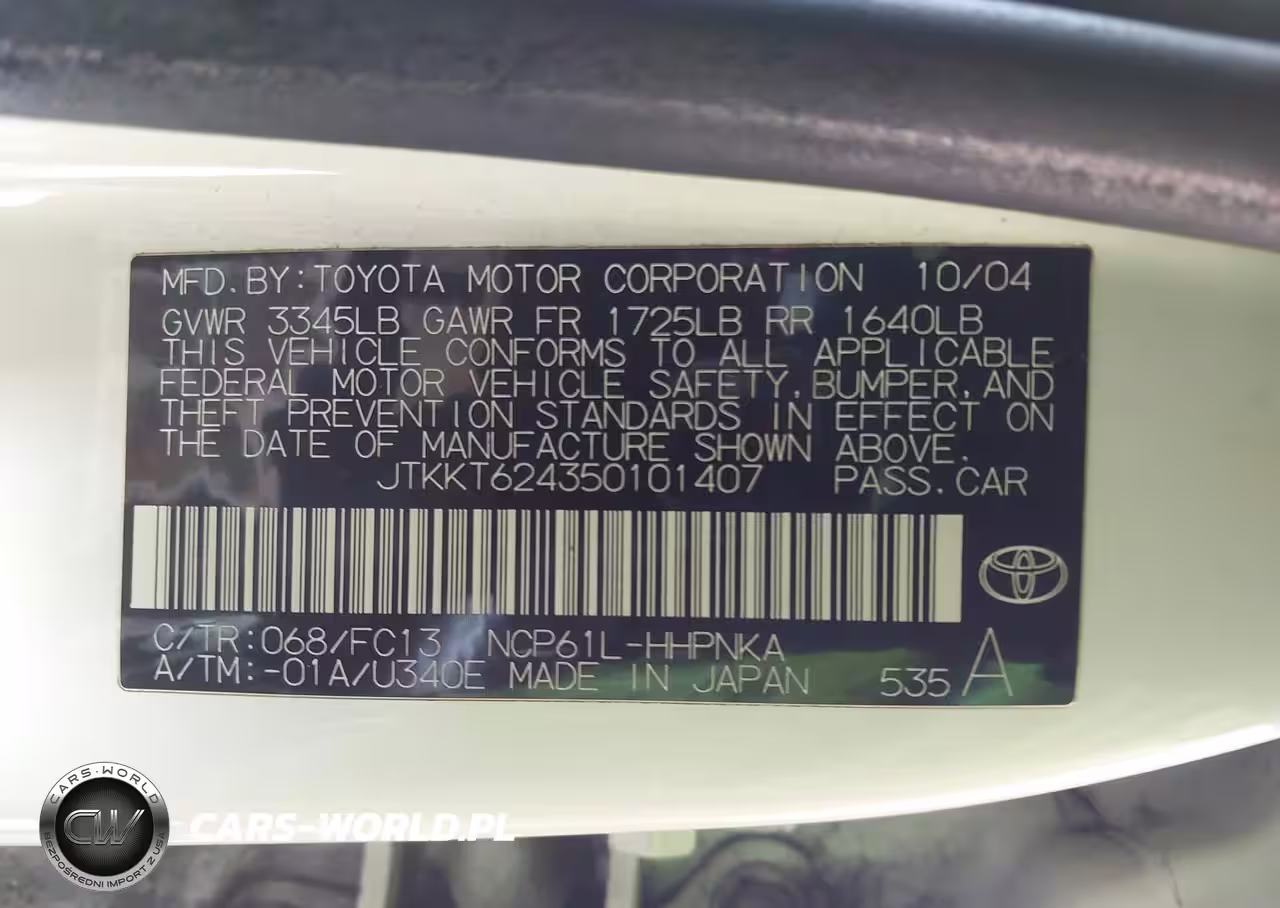 MFD. BY: TOYOTA MOTOR CORPORATION 10/04
GVWR 3345LB GAWR FR 1725LB RR 1640LB
THIS VEHICLE CONFORMS TO ALL APPLICABLE
FEDERAL MOTOR VEHICLE SAFETY, BUMPER, AND
THEFT PREVENTION STANDARDS IN EFFECT ON
THE DATE OF MANUFACTURE SHOWN ABOVE.
JTKKT624350101407 PASS. CAR
C/TR: 068/FC13 NCP61L-HHPNKA
A/TM: -01A/U340E MADE IN JAPAN 535 A
CARS-WORLD
CW
BEZPOŚREDNI IMPORT Z USA
CARS-WORLD.PL